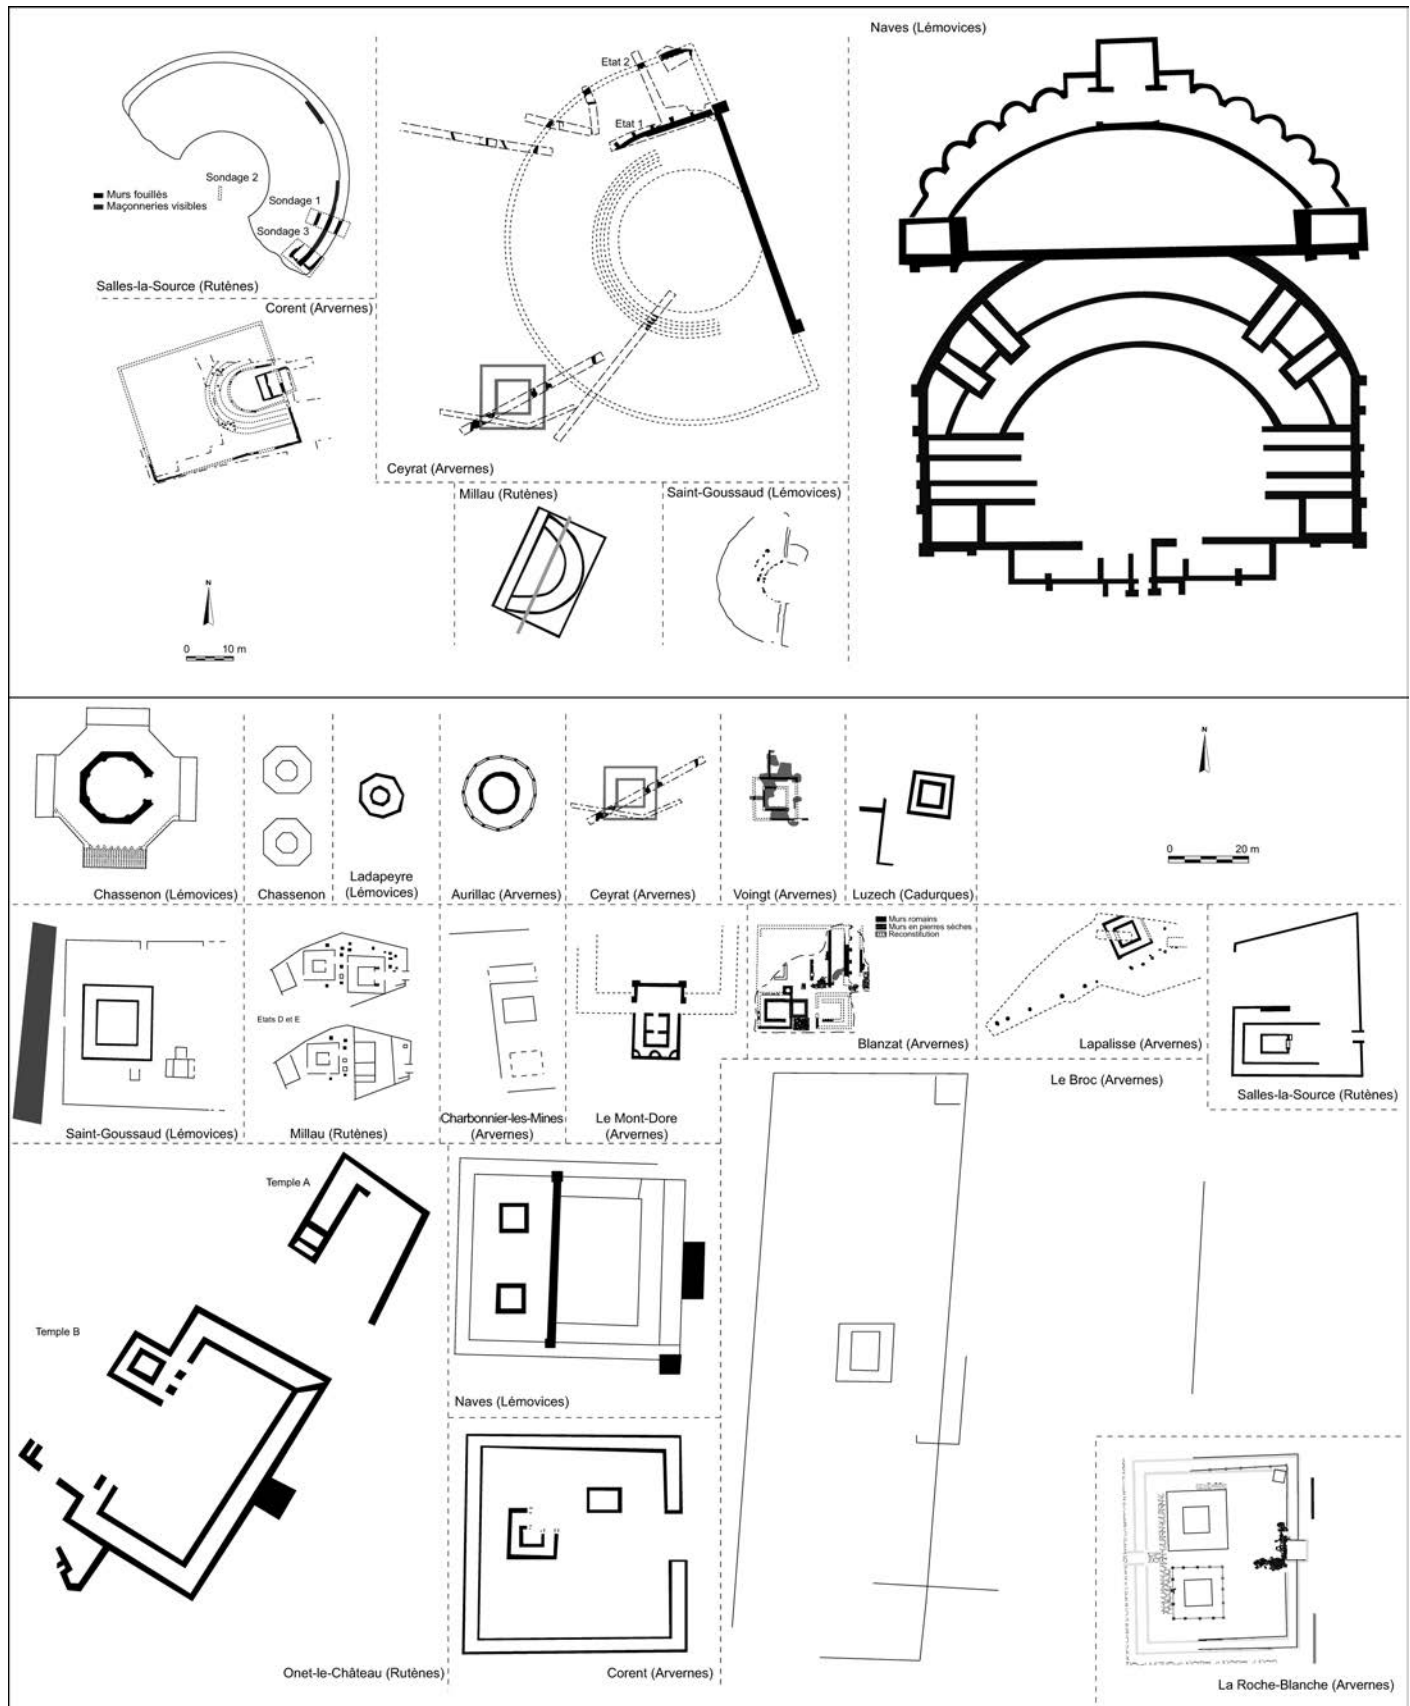 Naves (Lémovices)
Etat 2
Etat 1
Sondage 2
Murs fouillés
Maçonneries visibles
Sondage 1
Sondage 3
Salles-la-Source (Rutènes)
Corent (Arvernes)
Ceyrat (Arvernes)
Millau (Rutènes)
Saint-Goussaud (Lémovices)
N
0 10 m
N
0 20 m
Chassenon (Lémovices)
Chassenon
Ladapeyre
(Lémovices)
Aurillac (Arvernes)
Ceyrat (Arvernes)
Voingt (Arvernes)
Luzech (Cadurques)
Murs romains
Murs en pierres sèches
Reconstitution
Etats D et E
Saint-Goussaud (Lémovices)
Millau (Rutènes)
Charbonnier-les-Mines
(Arvernes)
Le Mont-Dore
(Arvernes)
Blanzat (Arvernes)
Lapalisse (Arvernes)
Le Broc (Arvernes)
Salles-la-Source (Rutènes)
Temple A
Temple B
Naves (Lémovices)
Onet-le-Château (Rutènes)
Corent (Arvernes)
La Roche-Blanche (Arvernes)